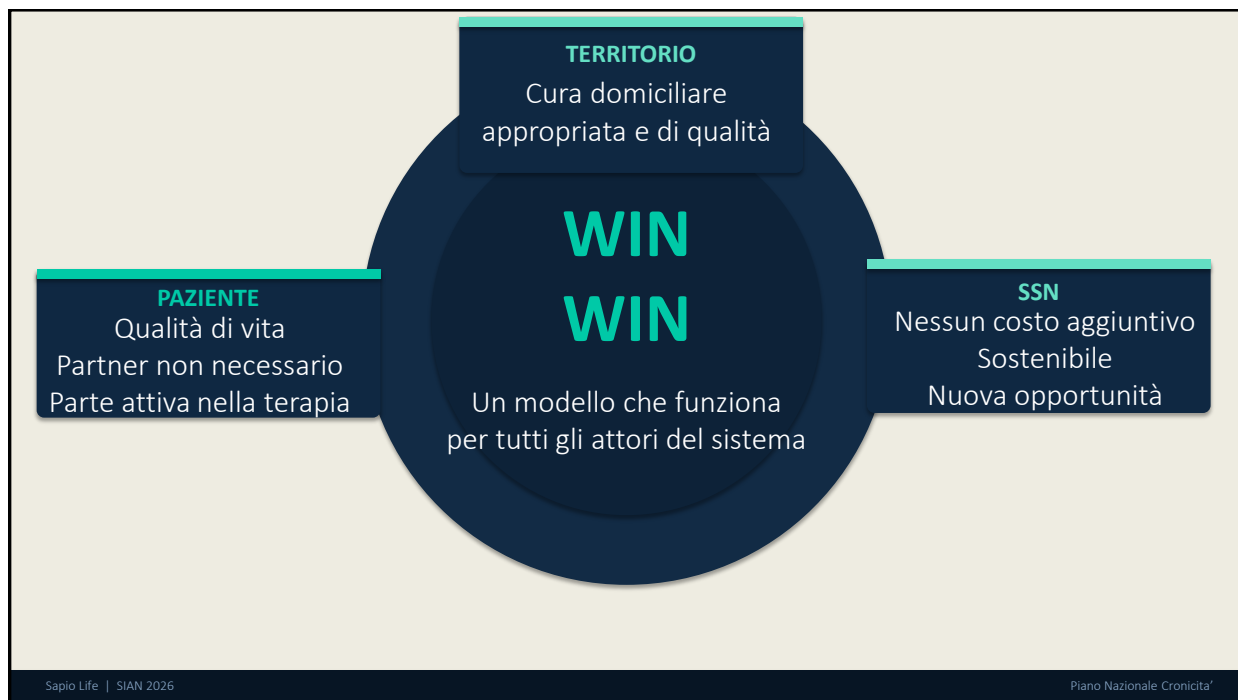 TERRITORIO
Cura domiciliare
appropriata e di qualità
WIN
WIN
Un modello che funziona
per tutti gli attori del sistema
PAZIENTE
Qualità di vita
Partner non necessario
Parte attiva nella terapia
SSN
Nessun costo aggiuntivo
Sostenibile
Nuova opportunità
Sapio Life | SIAN 2026
Piano Nazionale Cronicita’